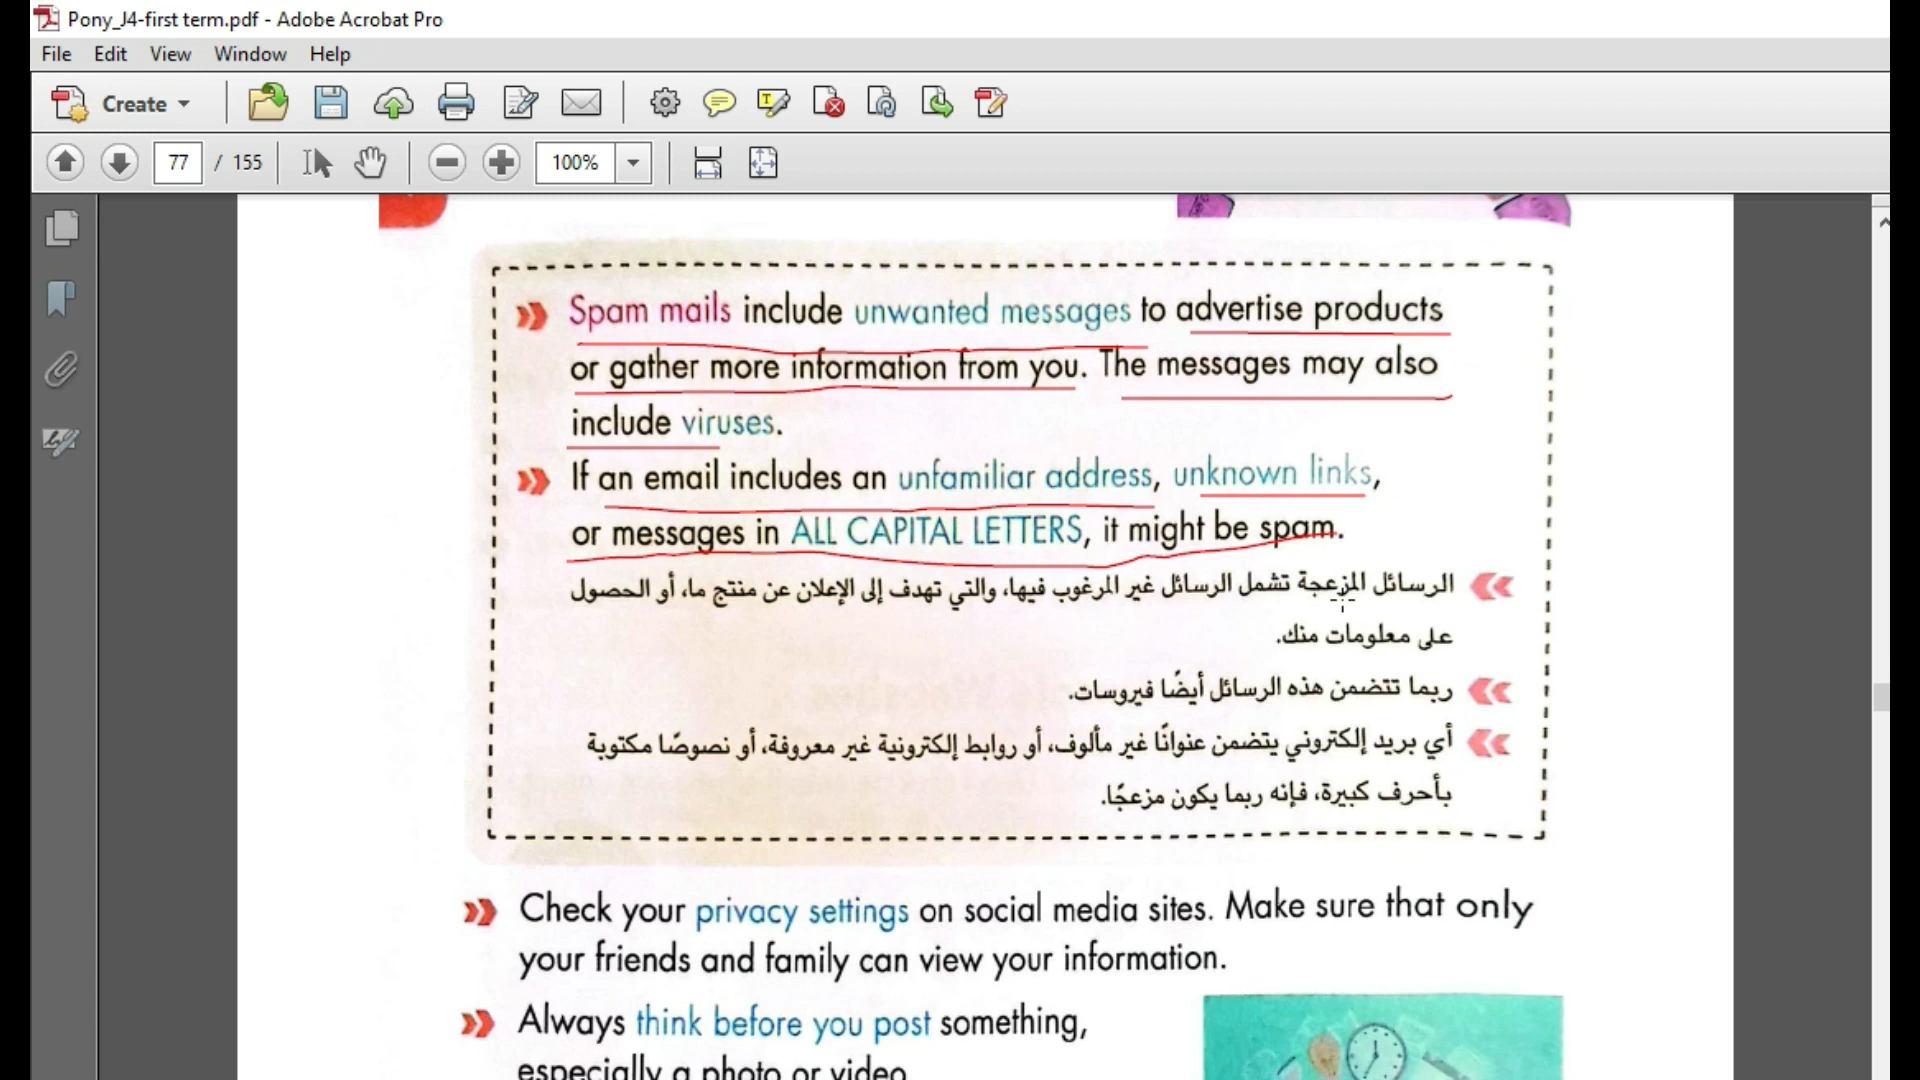 Pony_J4-first term.pdf - Adobe Acrobat Pro
File Edit View Window Help
Create
77 / 155 100%
Spam mails include unwanted messages to advertise products
or gather more information from you. The messages may also
include viruses.
If an email includes an unfamiliar address, unknown links,
or messages in ALL CAPITAL LETTERS, it might be spam.
الرسائل المزعجة تشمل الرسائل غير المرغوب فيها، والتي تهدف إلى الإعلان عن منتج ما، أو الحصول
على معلومات منك.
ربما تتضمن هذه الرسائل أيضًا فيروسات.
أي بريد إلكتروني يتضمن عنوانًا غير مألوف، أو روابط إلكترونية غير معروفة، أو نصوصًا مكتوبة
بأحرف كبيرة، فإنه ربما يكون مزعجًا.
Check your privacy settings on social media sites. Make sure that only
your friends and family can view your information.
Always think before you post something,
especially a photo or video